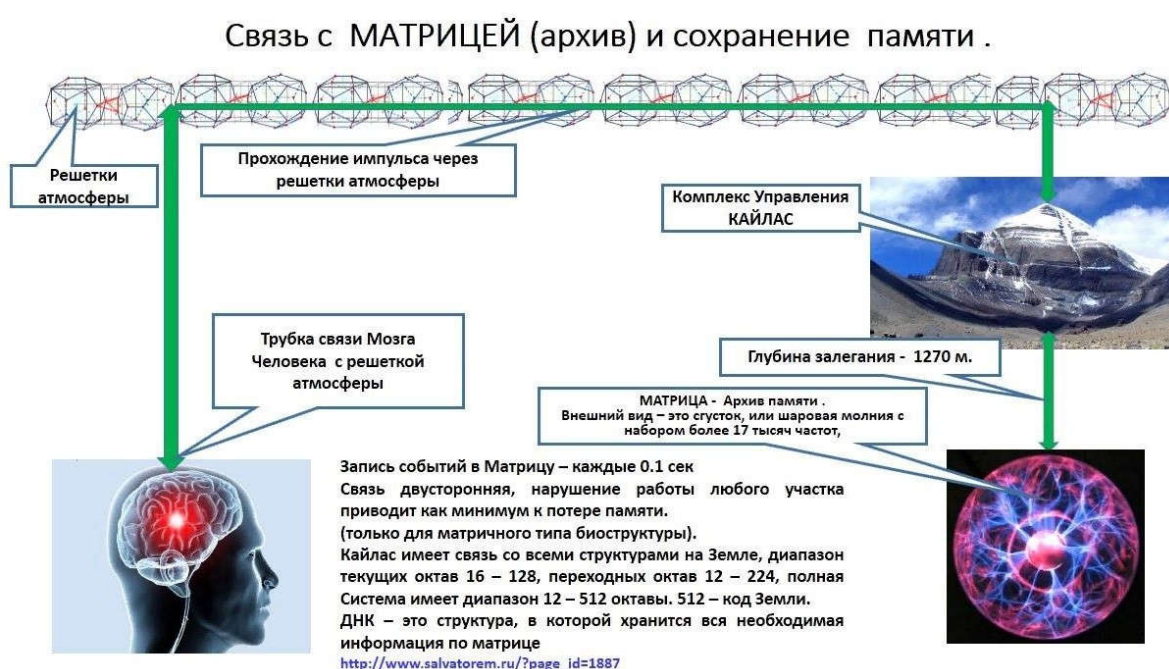 Связь с МАТРИЦЕЙ (архив) и сохранение памяти .
Решетки
атмосферы
Прохождение импульса через
решетки атмосферы
Комплекс Управления
КАЙЛАС
Трубка связи Мозга
Человека с решеткой
атмосферы
Глубина залегания - 1270 м.
МАТРИЦА - Архив памяти .
Внешний вид – это сгусток, или шаровая молния с
набором более 17 тысяч частот,
Запись событий в Матрицу – каждые 0.1 сек
Связь двусторонняя, нарушение работы любого участка
приводит как минимум к потере памяти.
(только для матричного типа биоструктуры).
Кайлас имеет связь со всеми структурами на Земле, диапазон
текущих октав 16 – 128, переходных октав 12 – 224, полная
Система имеет диапазон 12 – 512 октавы. 512 – код Земли.
ДНК – это структура, в которой хранится вся необходимая
информация по матрице
http://www.salvatorem.ru/?page_id=1887